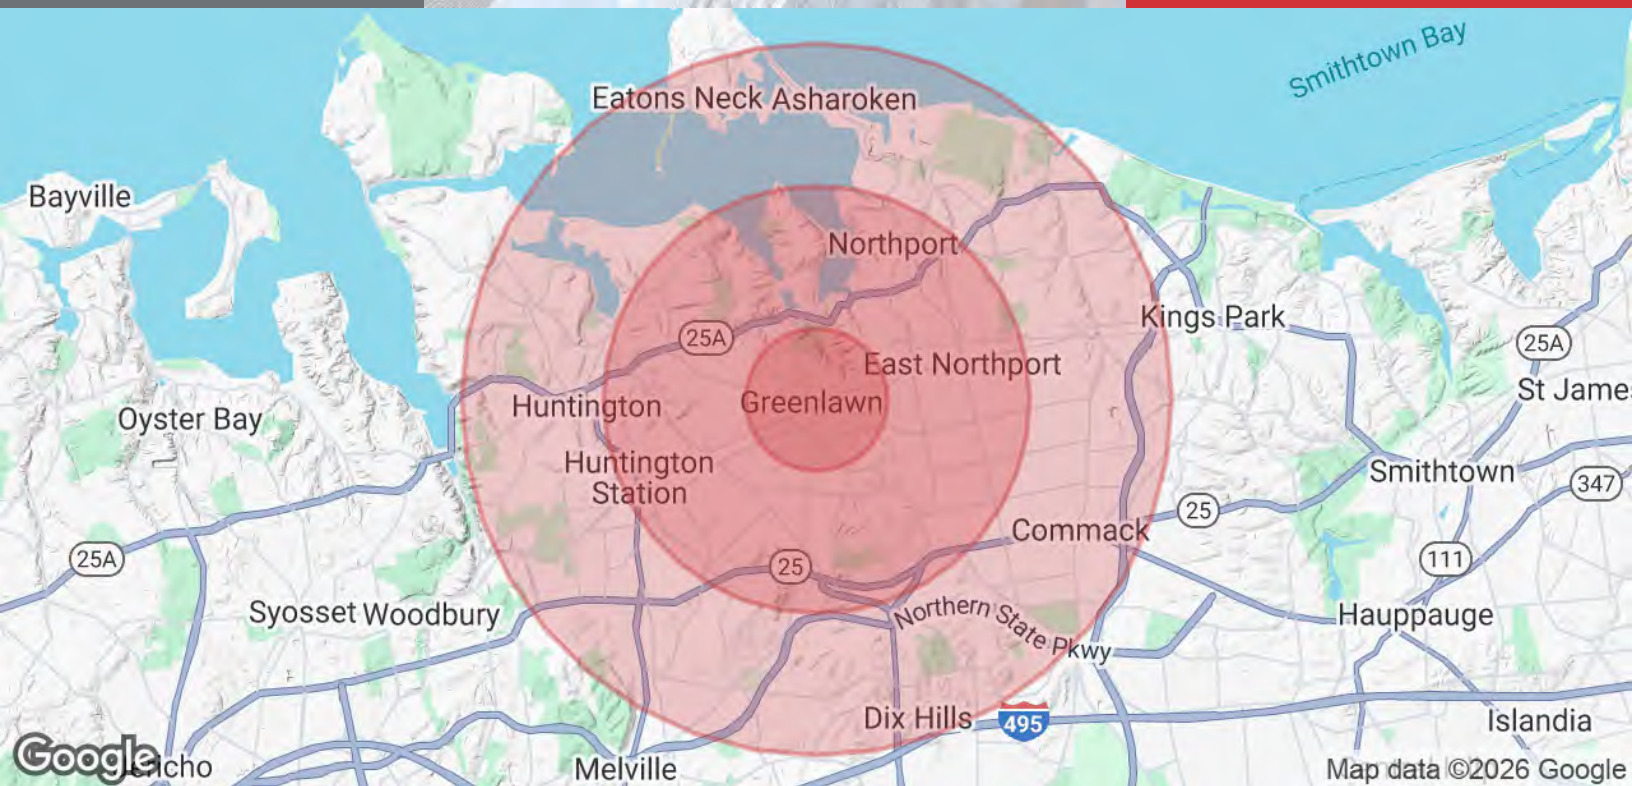 Smithtown Bay
Eatons Neck
Asharoken
Bayville
Northport
Kings Park
25A
25A
East Northport
St James
Greenlawn
Huntington
Oyster Bay
Huntington
Station
Smithtown
347
25
Commack
25A
25
111
Syosset
Woodbury
Northern State Pkwy
Hauppauge
Dix Hills
495
Islandia
Google
Jericho
Melville
Map data ©2026 Google